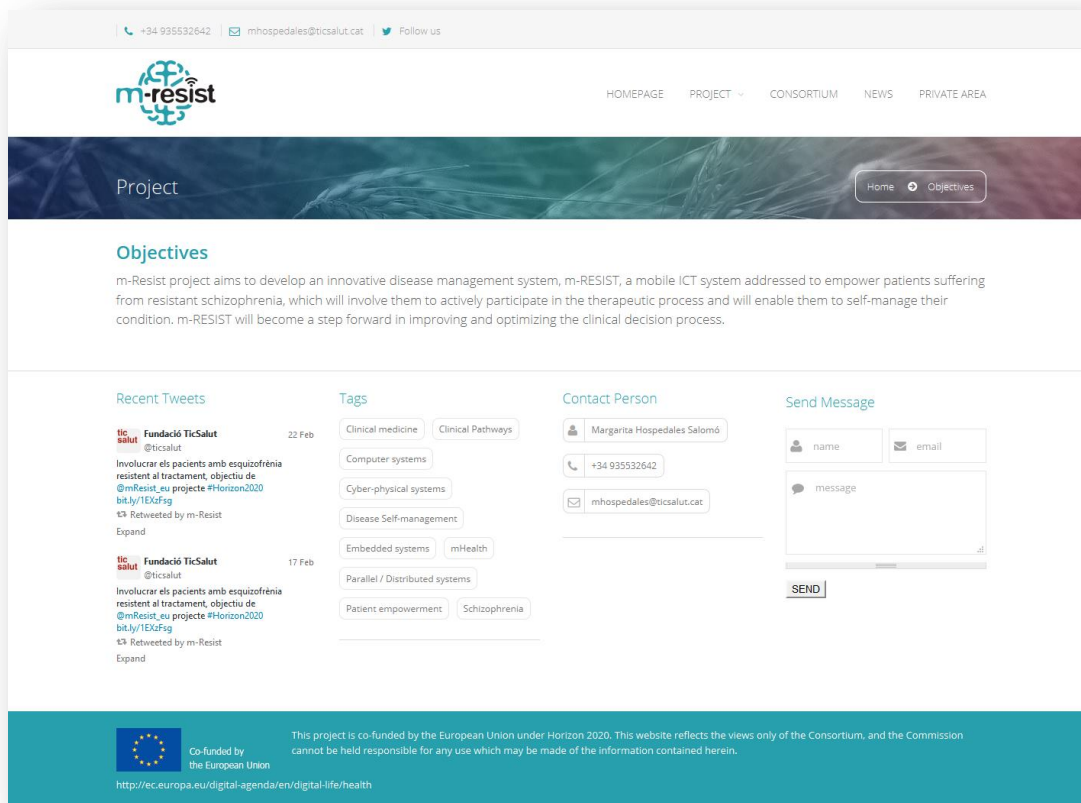 +34 935532642 mhospedales@ticsalut.cat Follow us
m-resist
HOMEPAGE PROJECT CONSORTIUM NEWS PRIVATE AREA
Project
Home Objectives
Objectives
m-Resist project aims to develop an innovative disease management system, m-RESIST, a mobile ICT system addressed to empower patients suffering
from resistant schizophrenia, which will involve them to actively participate in the therapeutic process and will enable them to self-manage their
condition. m-RESIST will become a step forward in improving and optimizing the clinical decision process.
Recent Tweets
tic
salut
Fundació TicSalut 22 Feb
@ticsalut
Involucrar els pacients amb esquizofrènia
resistent al tractament, objectiu de
@mResist_eu projecte #Horizon2020
bit.ly/1EXzFsg
Retweeted by m-Resist
Expand
tic
salut
Fundació TicSalut 17 Feb
@ticsalut
Involucrar els pacients amb esquizofrènia
resistent al tractament, objectiu de
@mResist_eu projecte #Horizon2020
bit.ly/1EXzFsg
Retweeted by m-Resist
Expand
Tags
Clinical medicine Clinical Pathways
Computer systems
Cyber-physical systems
Disease Self-management
Embedded systems mHealth
Parallel / Distributed systems
Patient empowerment Schizophrenia
Contact Person
Margarita Hospedales Salomó
+34 935532642
mhospedales@ticsalut.cat
Send Message
name email
message
SEND
Co-funded by
the European Union
This project is co-funded by the European Union under Horizon 2020. This website reflects the views only of the Consortium, and the Commission
cannot be held responsible for any use which may be made of the information contained herein.
http://ec.europa.eu/digital-agenda/en/digital-life/health